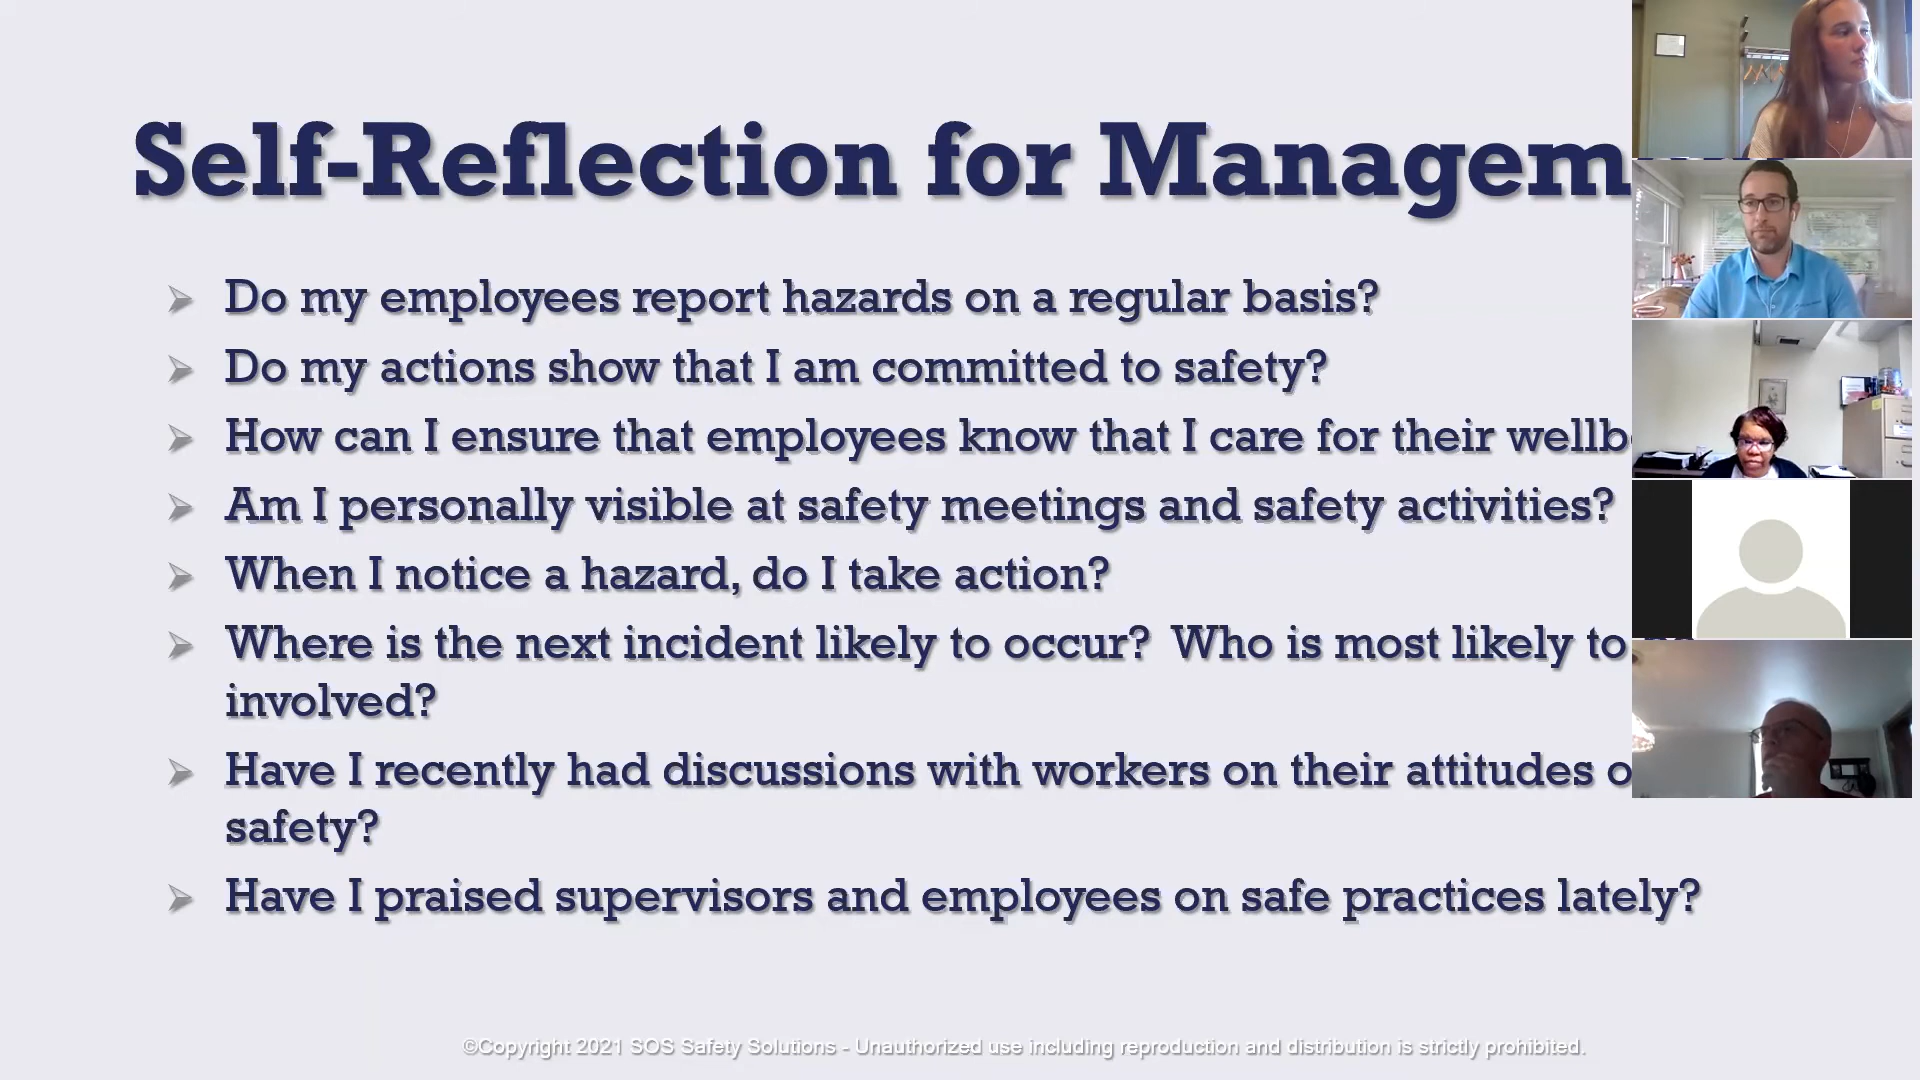 Self-Reflection for Managem
Do my employees report hazards on a regular basis?
Do my actions show that I am committed to safety?
How can I ensure that employees know that I care for their wellb
Am I personally visible at safety meetings and safety activities?
When I notice a hazard, do I take action?
Where is the next incident likely to occur?  Who is most likely to
involved?
Have I recently had discussions with workers on their attitudes o
safety?
Have I praised supervisors and employees on safe practices lately?
©Copyright 2021 SOS Safety Solutions - Unauthorized use including reproduction and distribution is strictly prohibited.